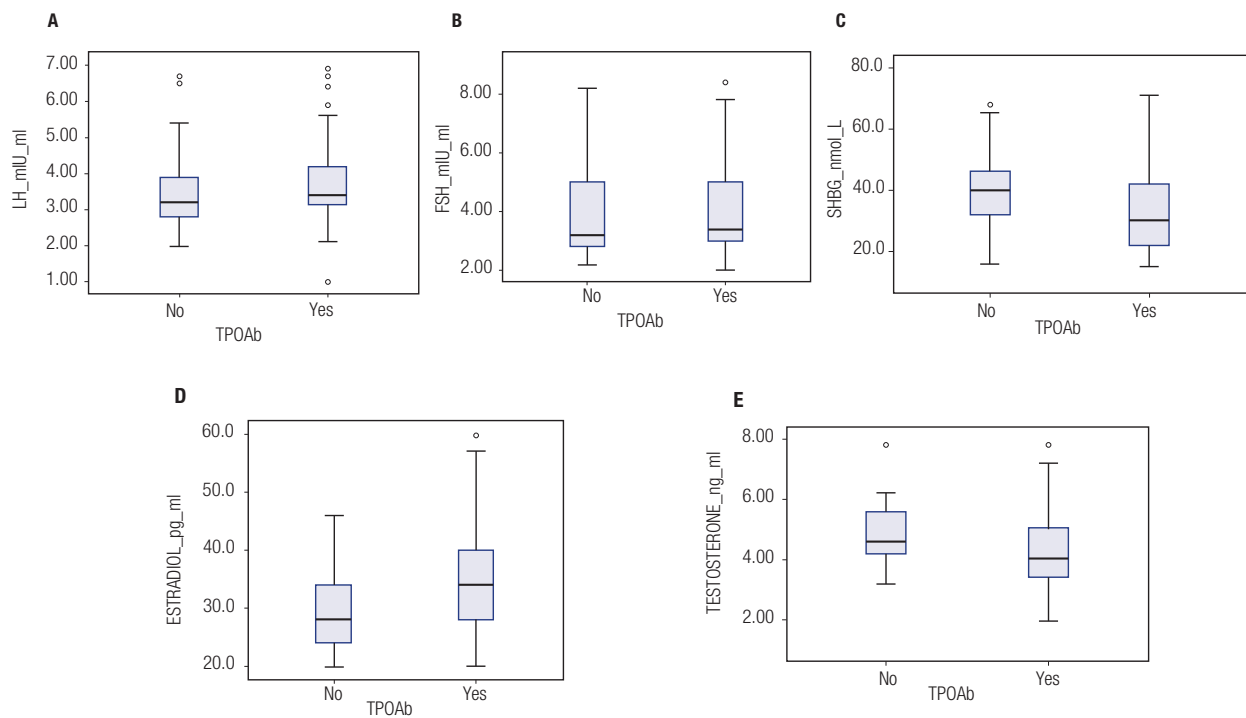 A
LH_mIU_ml
7.00
6.00
5.00
4.00
3.00
2.00
1.00
No
Yes
TPOAb
B
FSH_mIU_ml
8.00
6.00
4.00
2.00
No
Yes
TPOAb
C
SHBG_nmol_L
80.0
60.0
40.0
20.0
No
Yes
TPOAb
D
ESTRADIOL_pg_ml
60.0
50.0
40.0
30.0
20.0
No
Yes
TPOAb
E
TESTOSTERONE_ng_ml
8.00
6.00
4.00
2.00
No
Yes
TPOAb